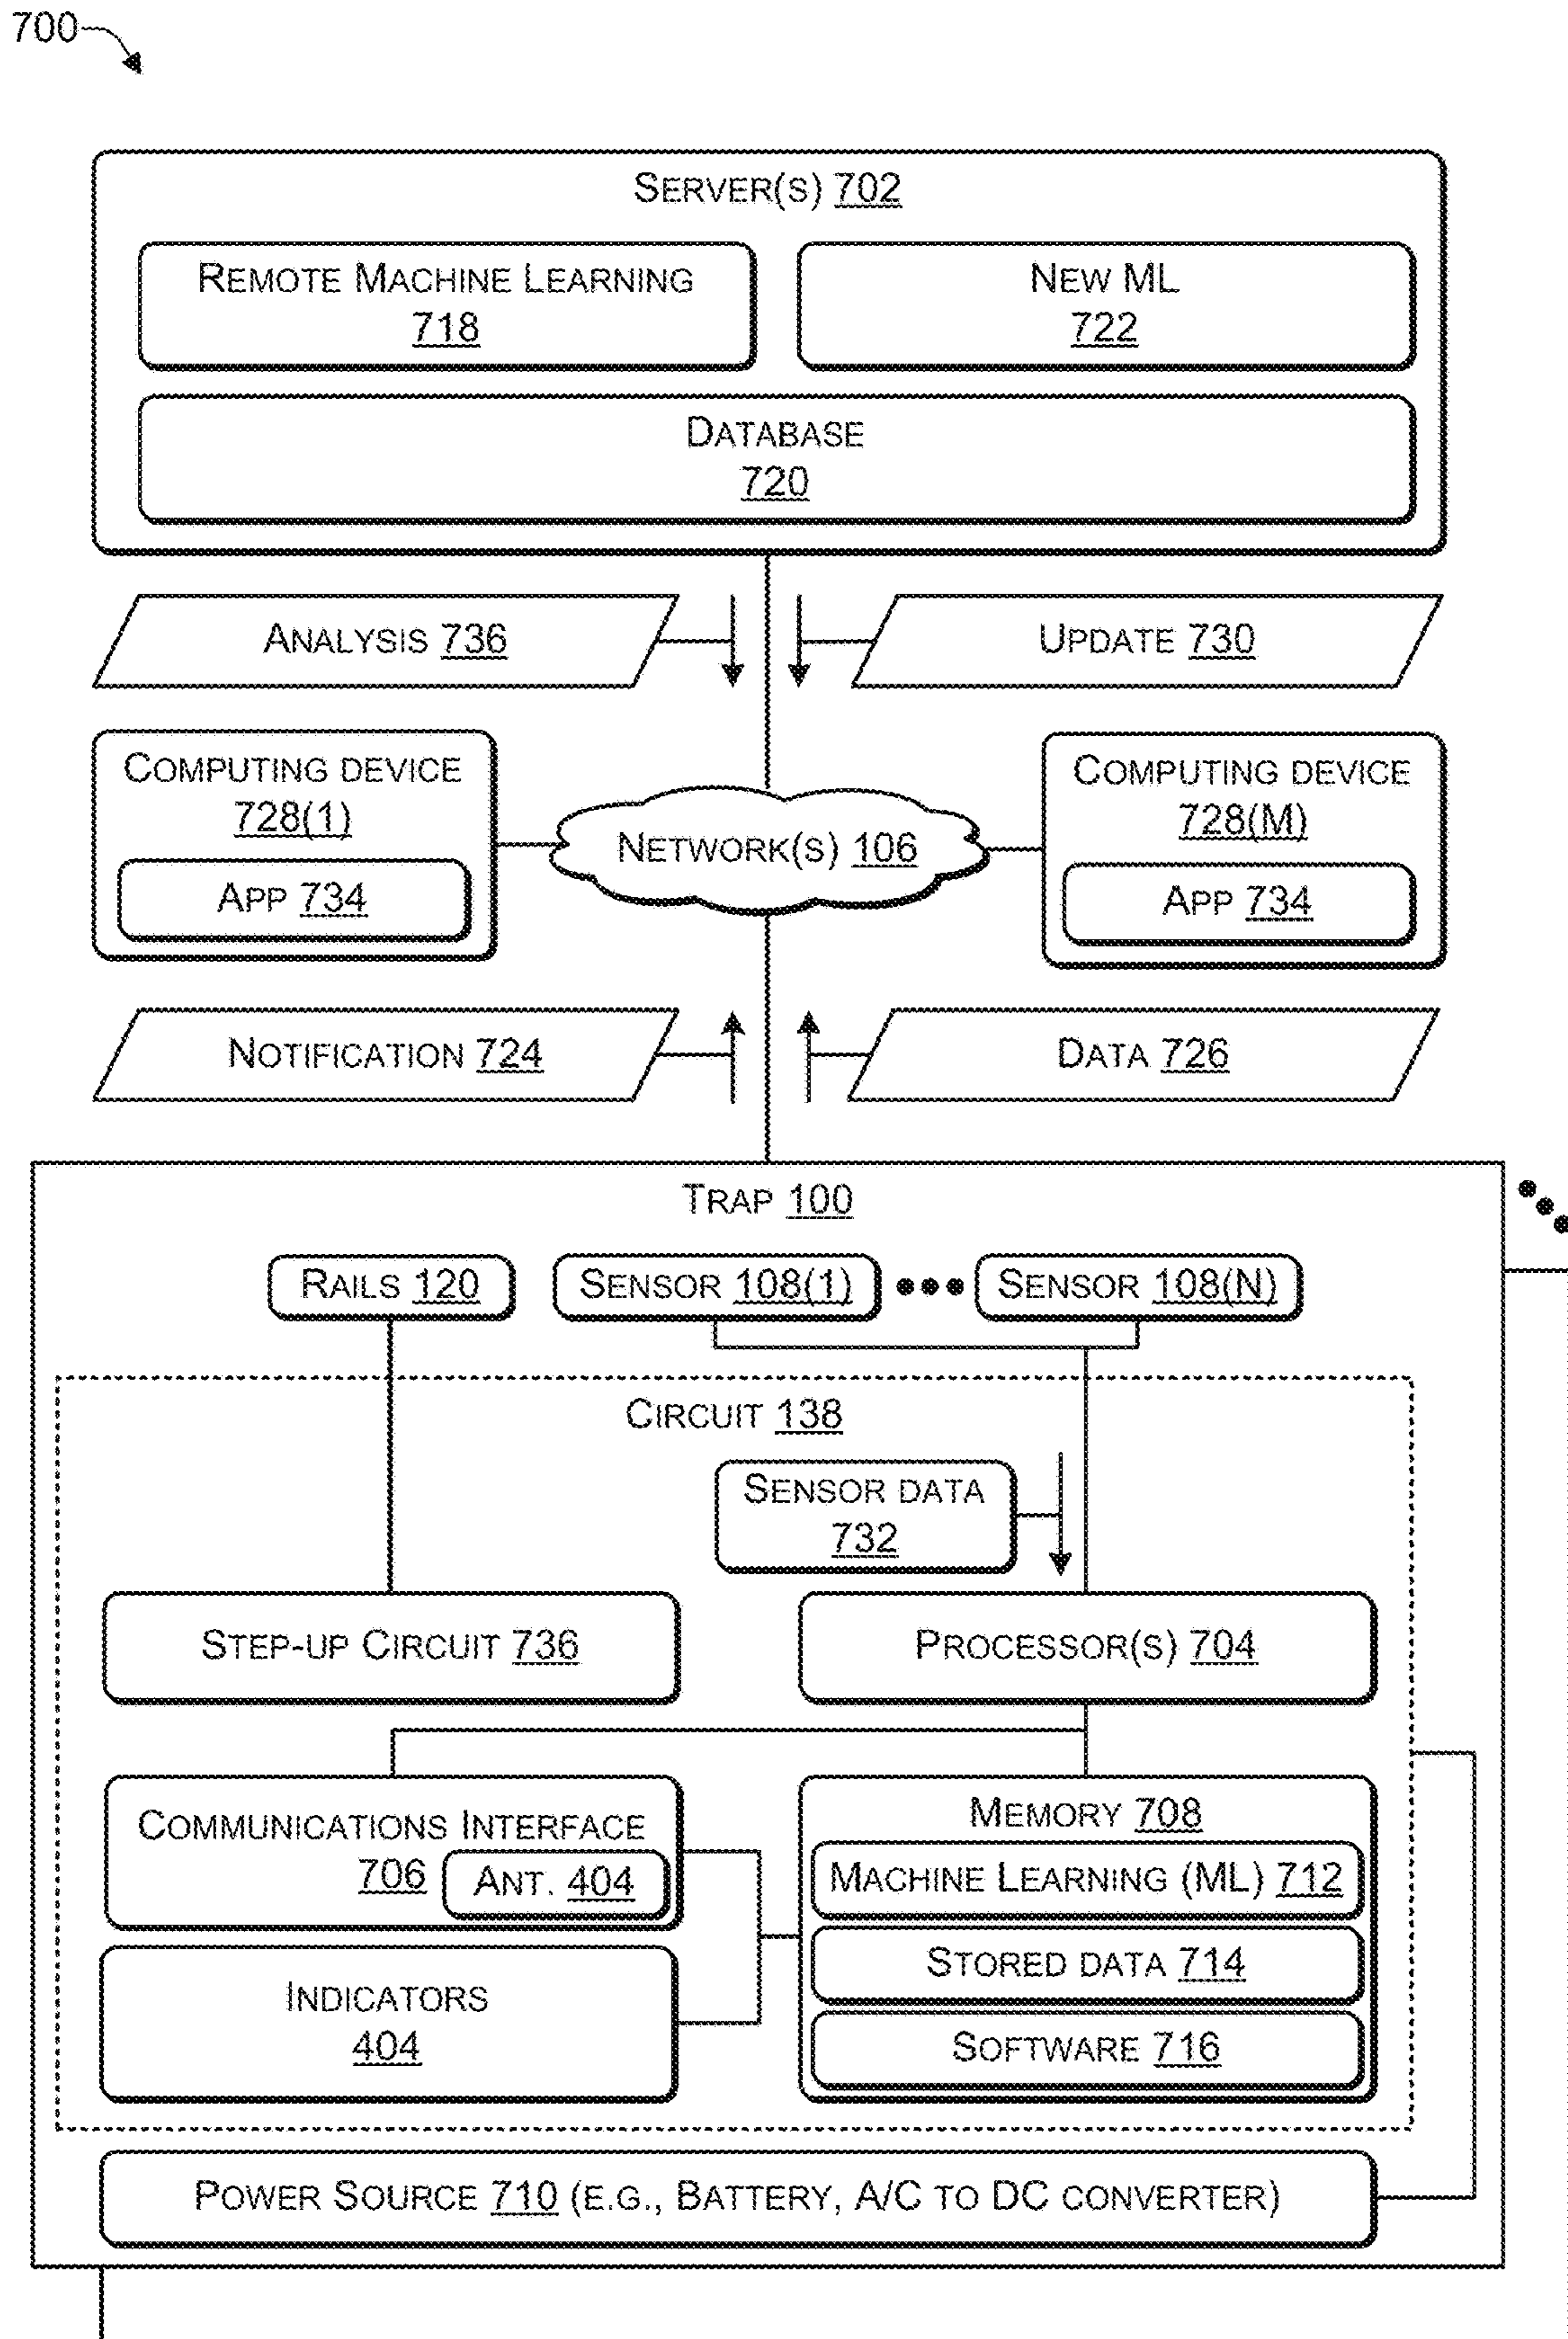 700
SERVER(S) 702
REMOTE MACHINE LEARNING
718
NEW ML
722
DATABASE
720
ANALYSIS 736
UPDATE 730
COMPUTING DEVICE
728(1)
APP 734
NETWORK(S) 106
COMPUTING DEVICE
728(M)
APP 734
NOTIFICATION 724
DATA 726
TRAP 100
RAILS 120
SENSOR 108(1)
SENSOR 108(N)
CIRCUIT 138
SENSOR DATA
732
STEP-UP CIRCUIT 736
PROCESSOR(S) 704
COMMUNICATIONS INTERFACE
706
ANT. 404
MEMORY 708
MACHINE LEARNING (ML) 712
STORED DATA 714
SOFTWARE 716
INDICATORS
404
POWER SOURCE 710 (E.G., BATTERY, A/C TO DC CONVERTER)